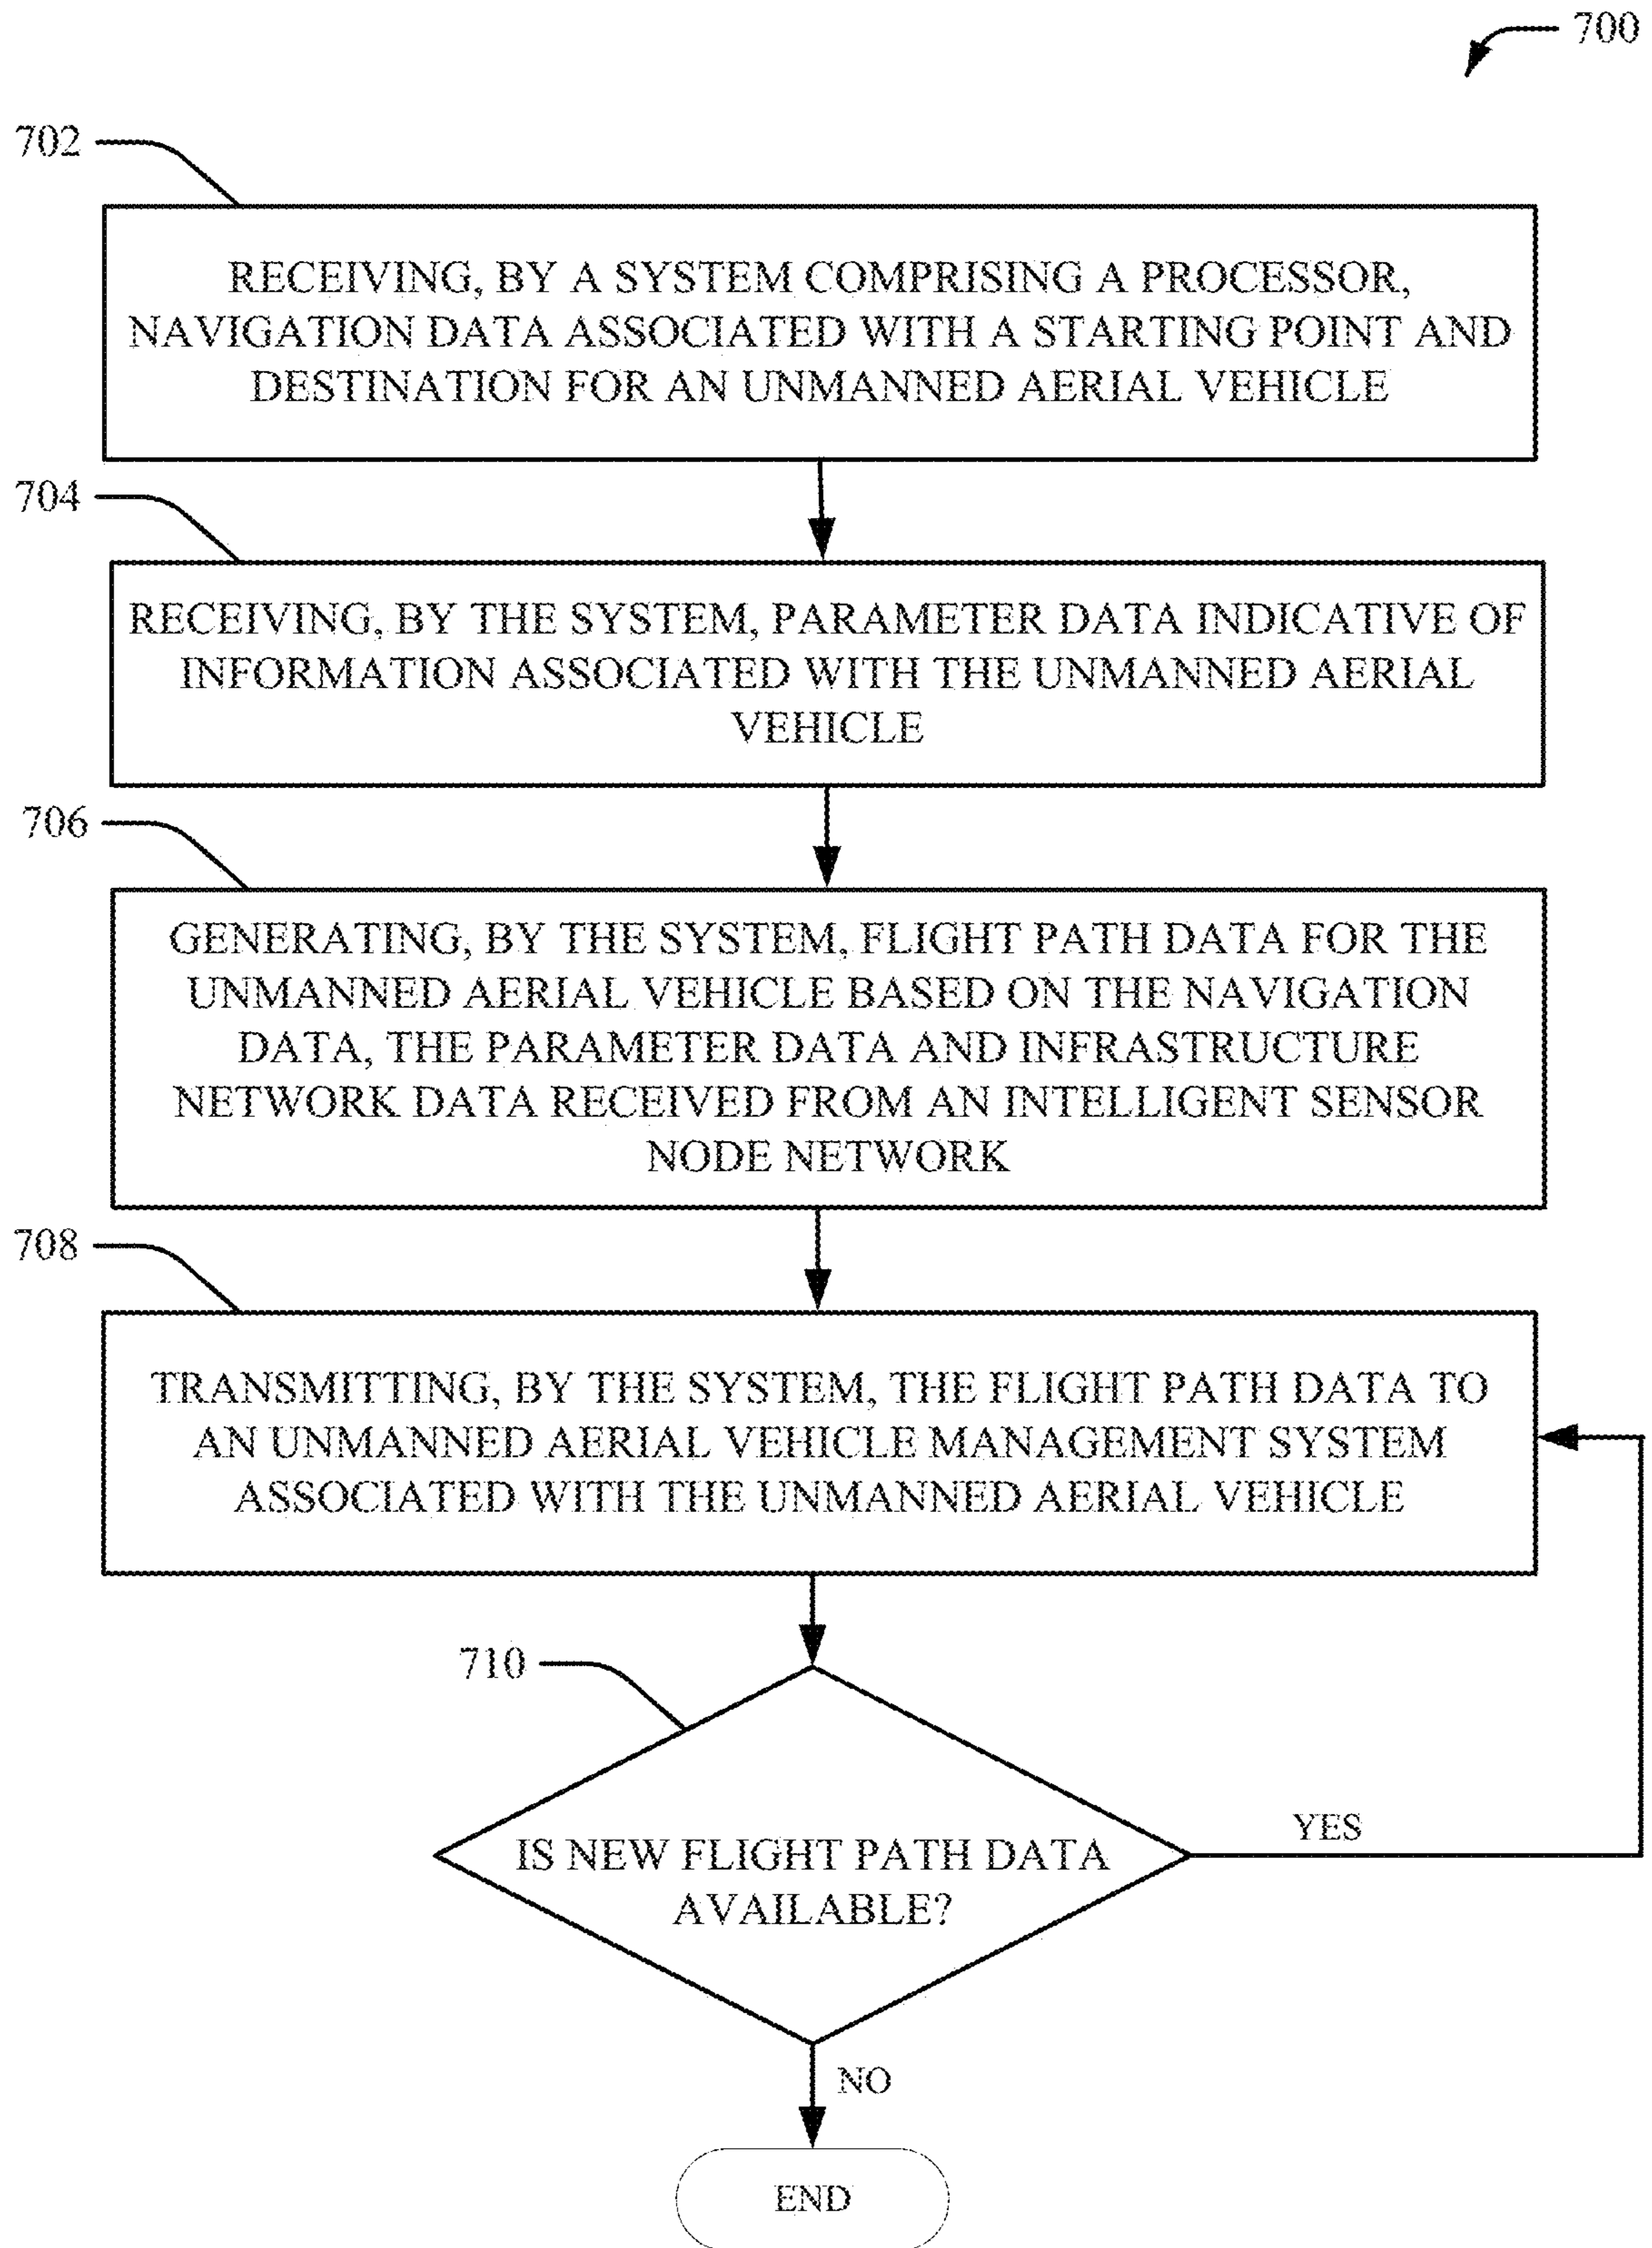 700
702
RECEIVING, BY A SYSTEM COMPRISING A PROCESSOR,
NAVIGATION DATA ASSOCIATED WITH A STARTING POINT AND
DESTINATION FOR AN UNMANNED AERIAL VEHICLE
704
RECEIVING, BY THE SYSTEM, PARAMETER DATA INDICATIVE OF
INFORMATION ASSOCIATED WITH THE UNMANNED AERIAL
VEHICLE
706
GENERATING, BY THE SYSTEM, FLIGHT PATH DATA FOR THE
UNMANNED AERIAL VEHICLE BASED ON THE NAVIGATION
DATA, THE PARAMETER DATA AND INFRASTRUCTURE
NETWORK DATA RECEIVED FROM AN INTELLIGENT SENSOR
NODE NETWORK
708
TRANSMITTING, BY THE SYSTEM, THE FLIGHT PATH DATA TO
AN UNMANNED AERIAL VEHICLE MANAGEMENT SYSTEM
ASSOCIATED WITH THE UNMANNED AERIAL VEHICLE
710
IS NEW FLIGHT PATH DATA
AVAILABLE?
YES
NO
END